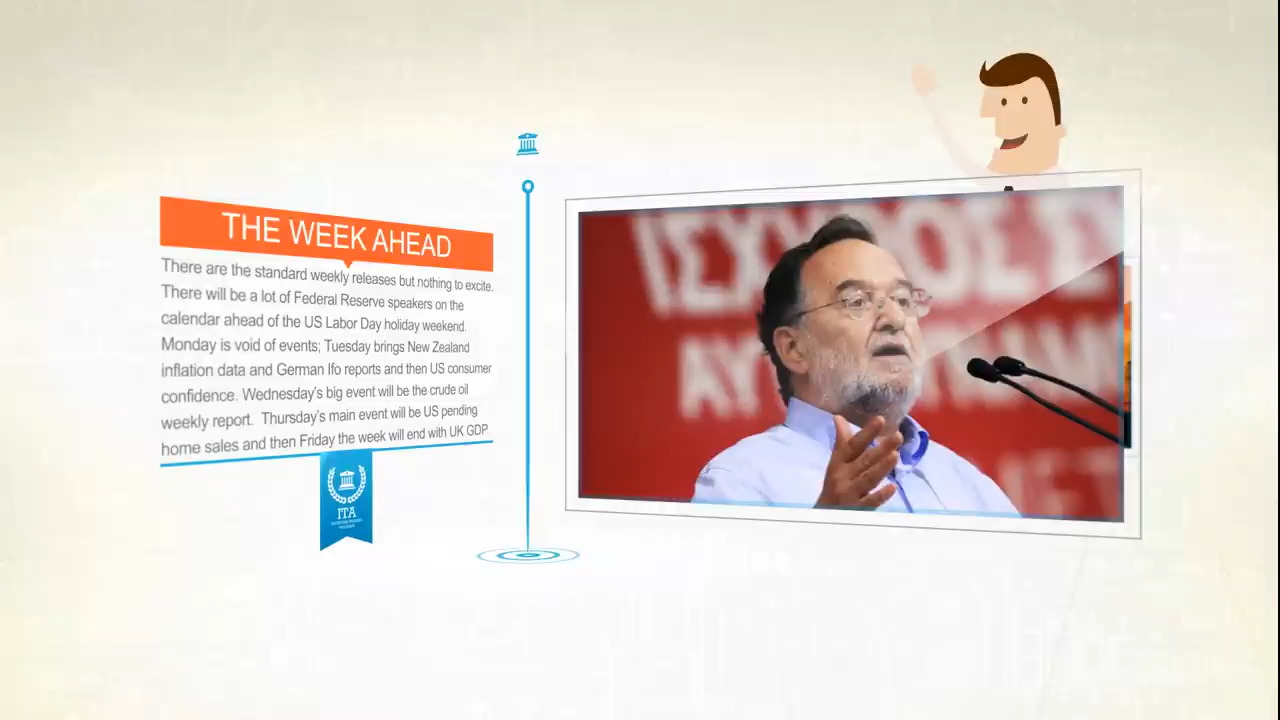 THE WEEK AHEAD
There are the standard weekly releases but nothing to excite.
There will be a lot of Federal Reserve speakers on the
calendar ahead of the US Labor Day holiday weekend.
Monday is void of events; Tuesday brings New Zealand
inflation data and German Ifo reports and then US consumer
confidence. Wednesday's big event will be the crude oil
weekly report. Thursday's main event will be US pending
home sales and then Friday the week will end with UK GDP
ITA